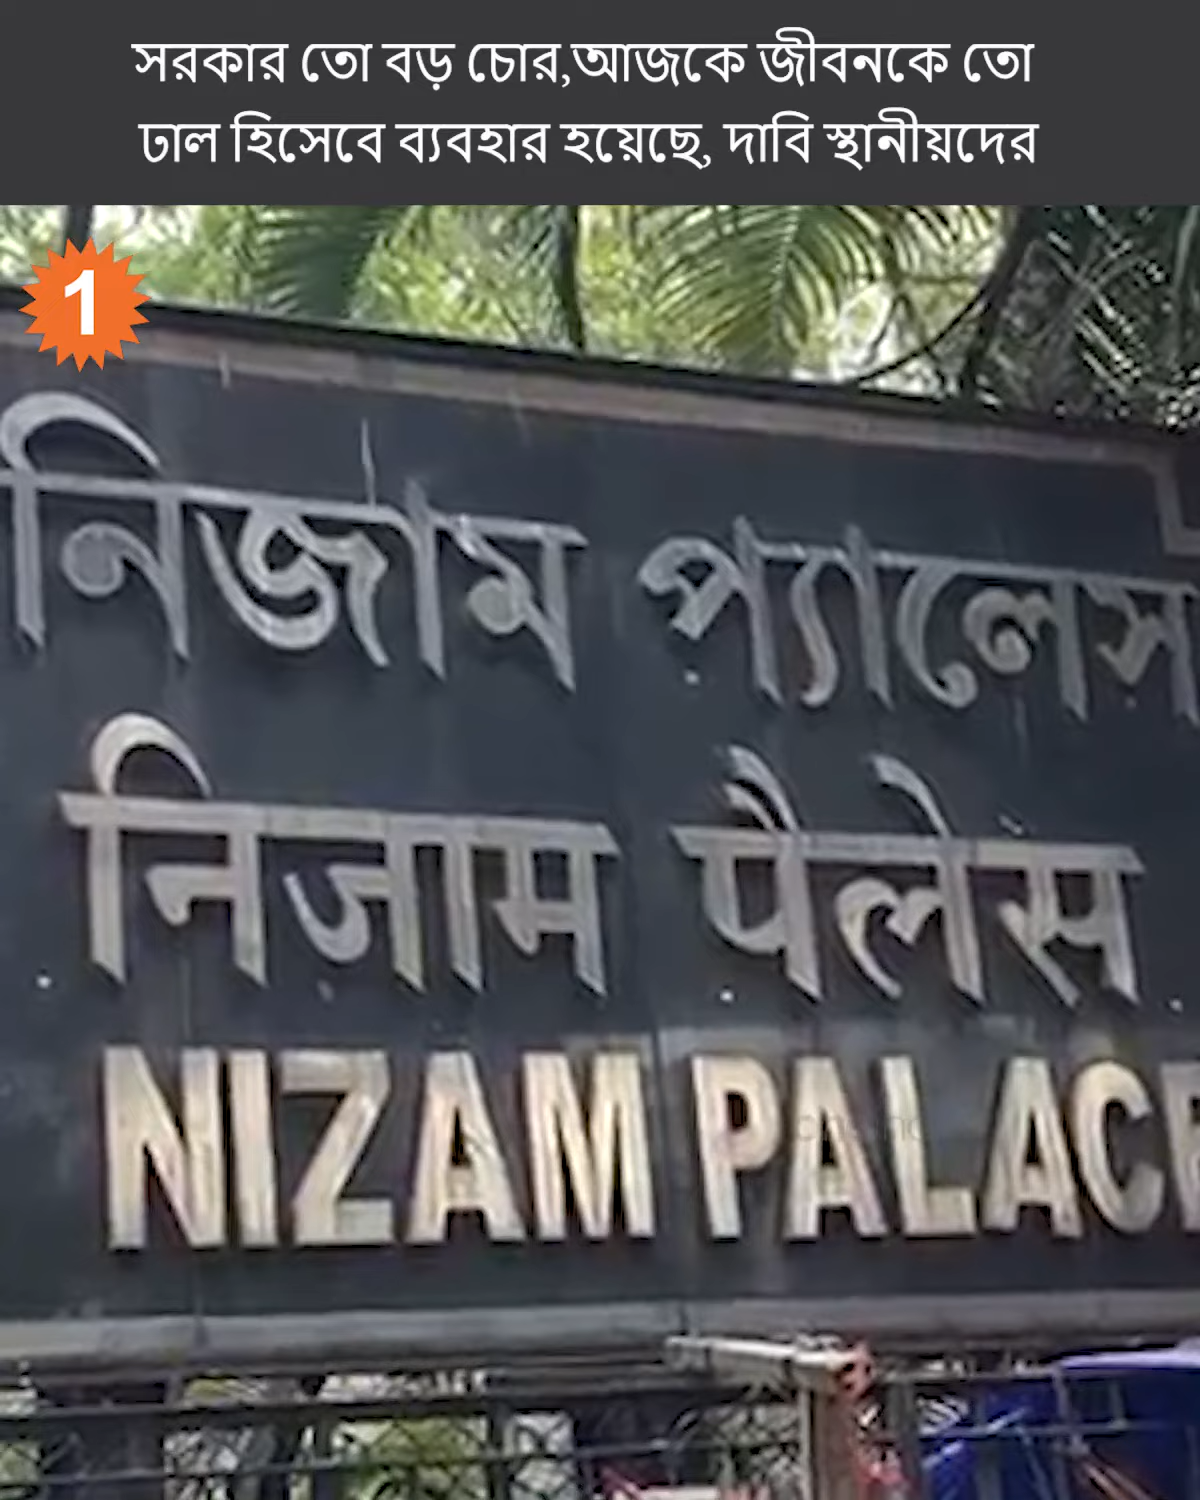 সরকার তো বড় চোর,আজকে জীবনকে তো
ঢাল হিসেবে ব্যবহার হয়েছে, দাবি স্থানীয়দের
1
নিজাম প্যালেস
निज़ाम पैलेस
NIZAM PALACE